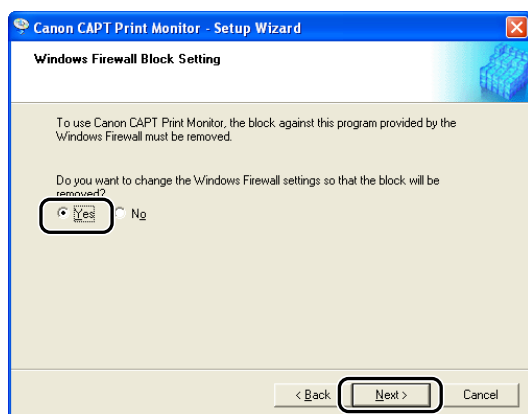 Canon CAPT Print Monitor - Setup Wizard
Windows Firewall Block Setting
To use Canon CAPT Print Monitor, the block against this program provided by the
Windows Firewall must be removed.
Do you want to change the Windows Firewall settings so that the block will be
removed?
Yes No
< Back Next > Cancel